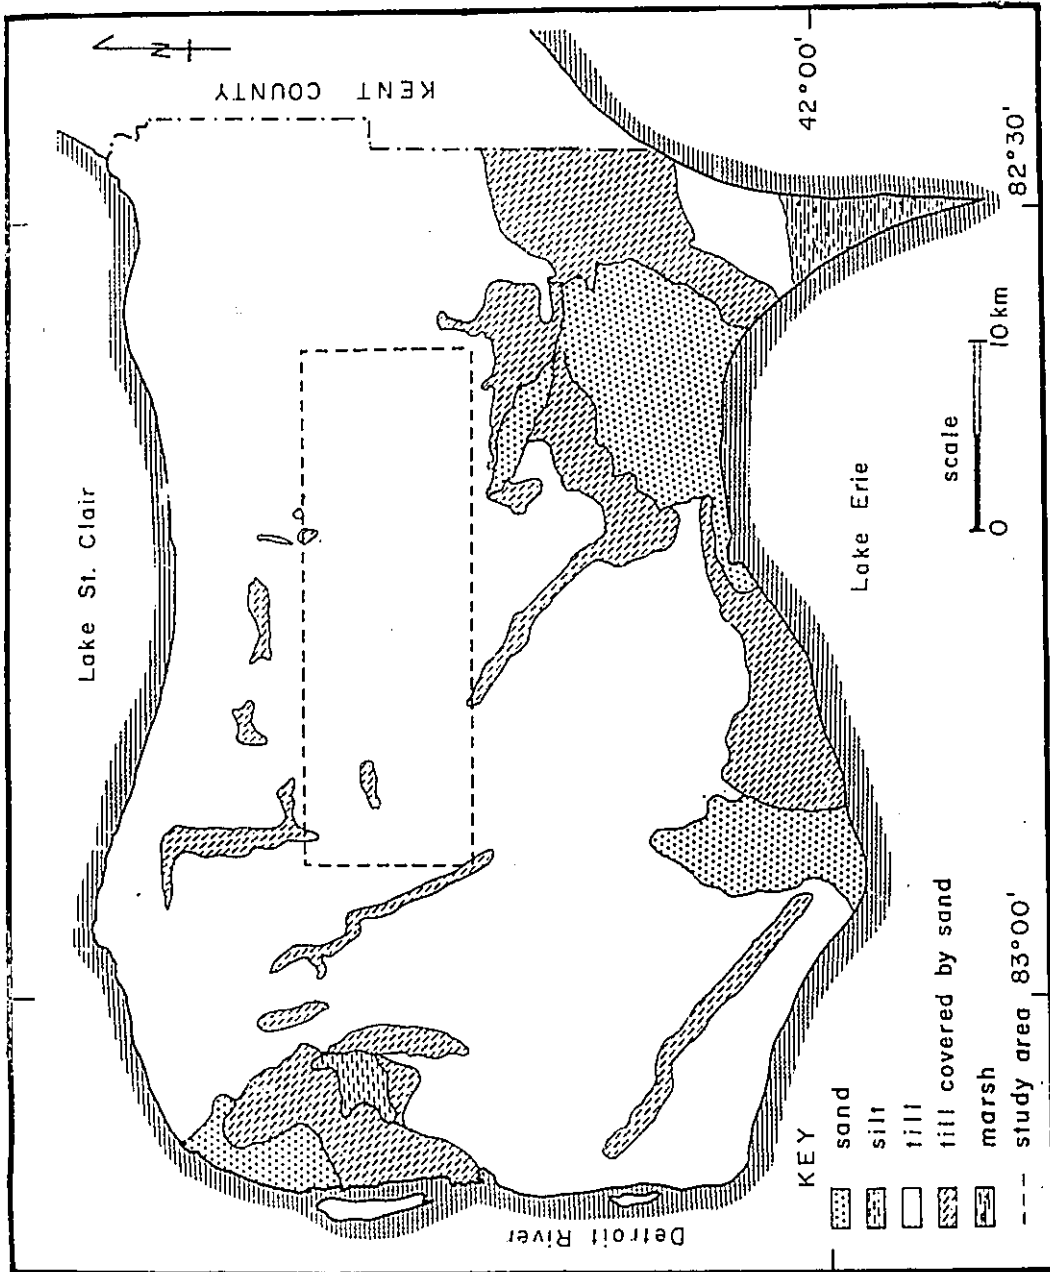 N
KENT COUNTY
Lake St. Clair
42°00'
82°30'
Lake Erie
scale
0 10 km
Detroit River
83°00'
KEY
sand
silt
till
till covered by sand
marsh
study area